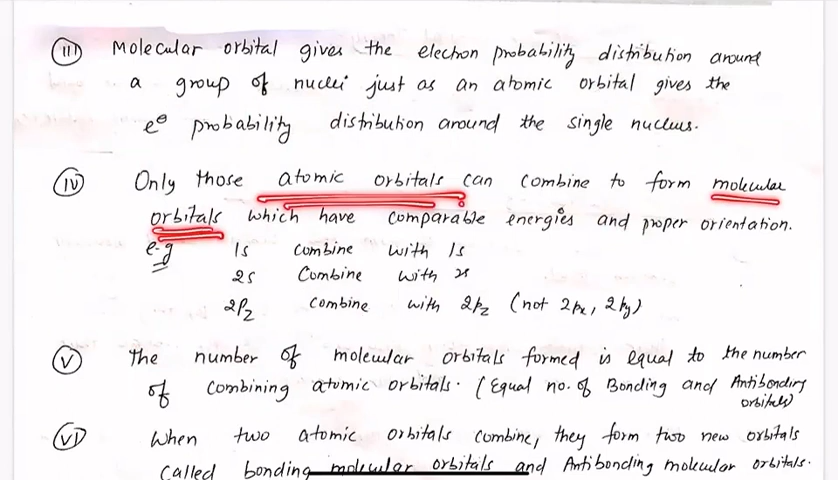 (iii) Molecular orbital gives the electron probability distribution around
a group of nuclei just as an atomic orbital gives the
e⊖ probability distribution around the single nucleus.
(iv) Only those atomic orbitals can combine to form molecular
orbitals which have comparable energies and proper orientation.
e.g 1s combine with 1s
2s Combine with 2s
2Pz combine with 2pz (not 2px, 2py)
(v) The number of molecular orbitals formed is equal to the number
of combining atomic orbitals. (Equal no. of Bonding and Antibonding
orbitals)
(vi) When two atomic orbitals combine, they form two new orbitals
called bonding molecular orbitals and Antibonding molecular orbitals.